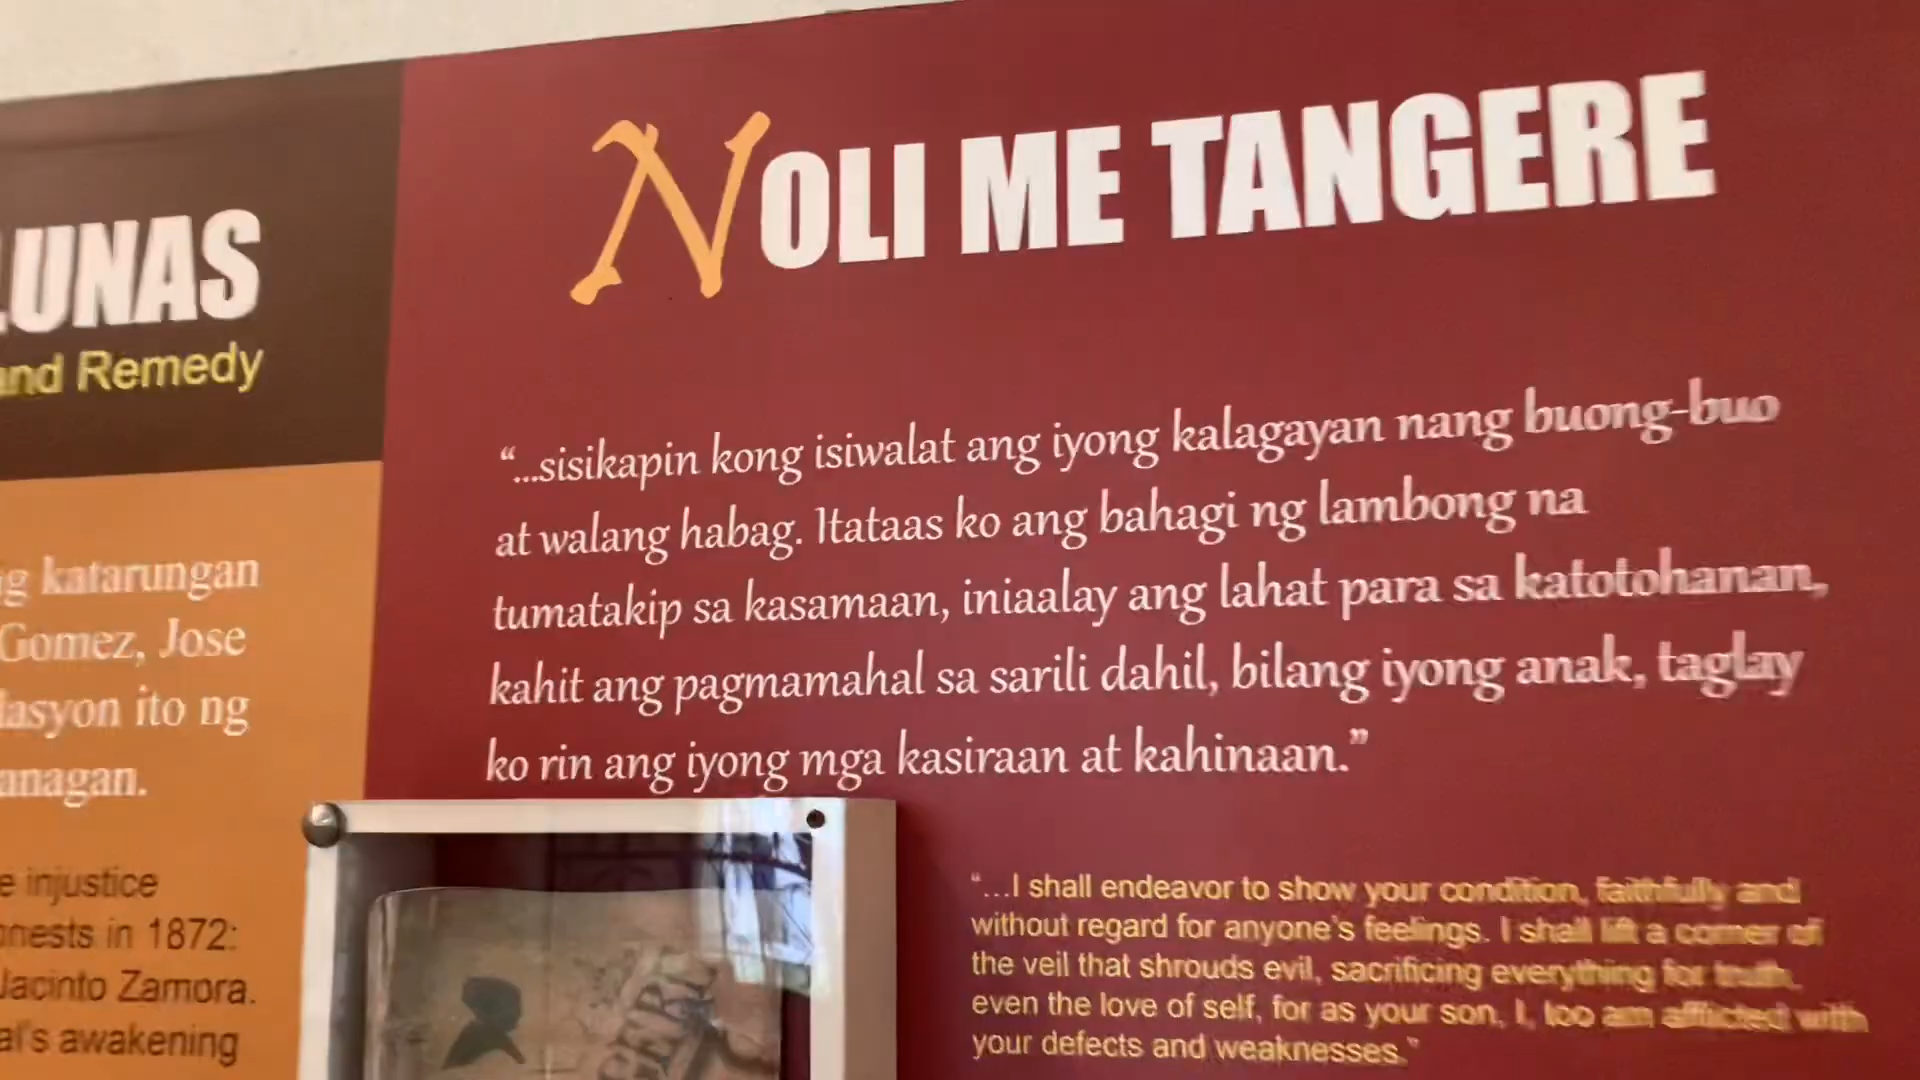 LUNAS
and Remedy
ng katarungan
Gomez, Jose
lasyon ito ng
anagan.
e injustice
in 1872:
Jacinto Zamora.
al's awakening
NOLI ME TANGERE
“...sisikapin kong isiwalat ang iyong kalagayan nang buong-buo
at walang habag. Itataas ko ang bahagi ng lambong na
tumatakip sa kasamaan, iniaalay ang lahat para sa katotohanan,
kahit ang pagmamahal sa sarili dahil, bilang iyong anak, taglay
ko rin ang iyong mga kasiraan at kahinaan.”
“...I shall endeavor to show your condition, faithfully and
without regard for anyone's feelings. I shall lift a corner of
the veil that shrouds evil, sacrificing everything for truth,
even the love of self, for as your son, I, too am afflicted with
your defects and weaknesses.”